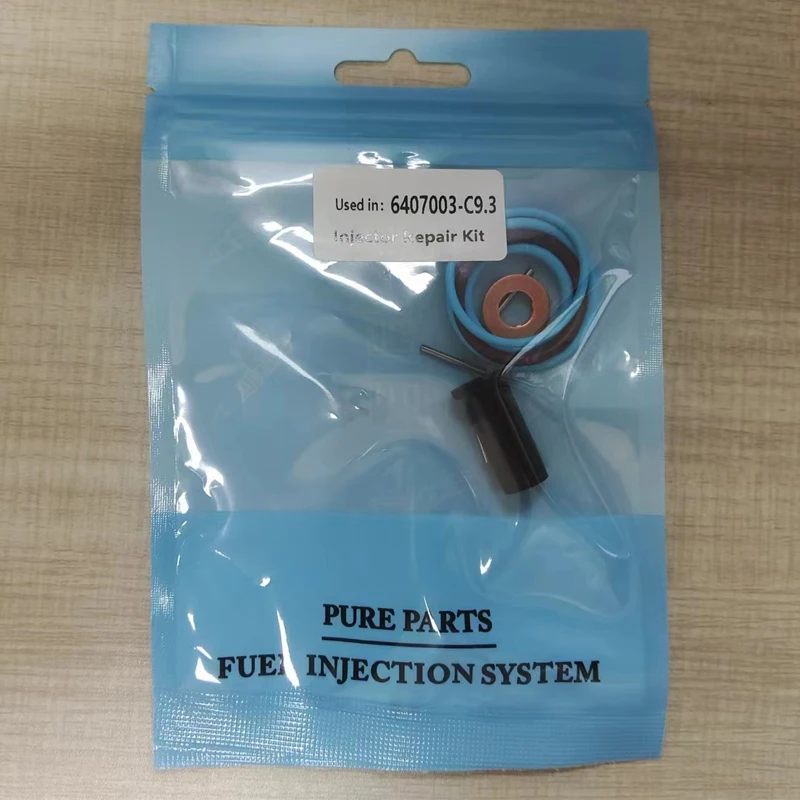 Used in: 6407003-C9.3
Injector Repair Kit
PURE PARTS
FUEL INJECTION SYSTEM